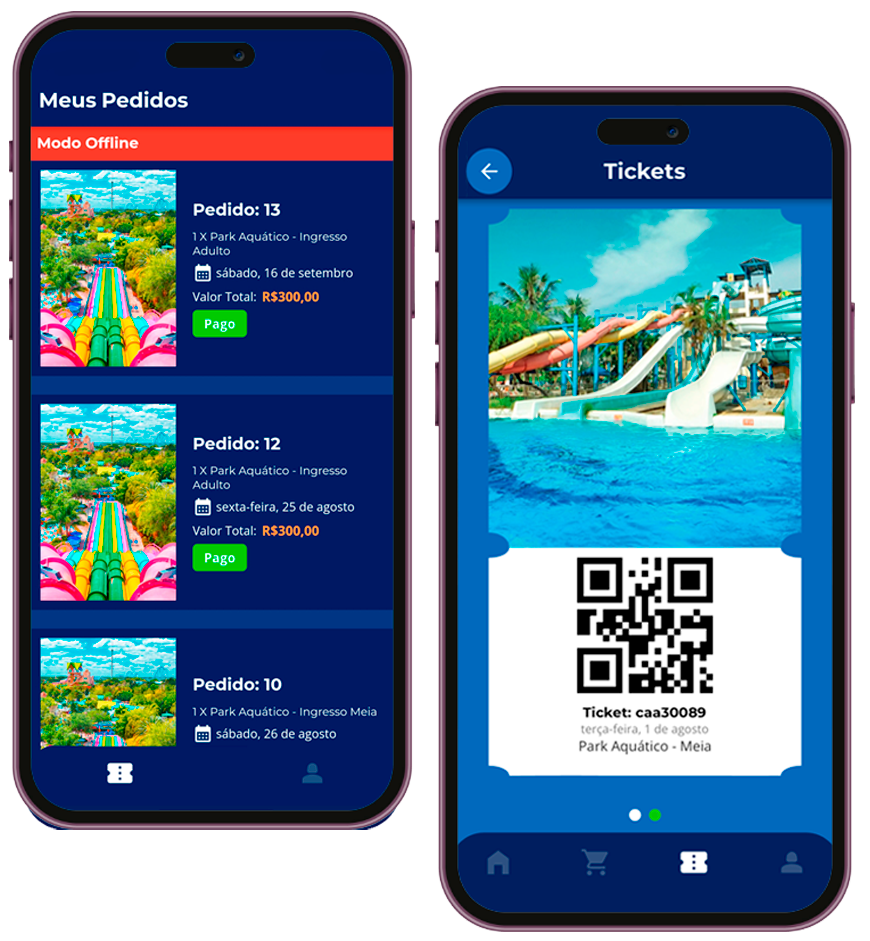 Meus Pedidos
Modo Offline
Pedido: 13
1 X Park Aquático - Ingresso
Adulto
sábado, 16 de setembro
Valor Total: R$300,00
Pago
Pedido: 12
1 X Park Aquático - Ingresso
Adulto
sexta-feira, 25 de agosto
Valor Total: R$300,00
Pago
Pedido: 10
1 X Park Aquático - Ingresso Meia
sábado, 26 de agosto
Tickets
Ticket: caa30089
terça-feira, 1 de agosto
Park Aquático - Meia